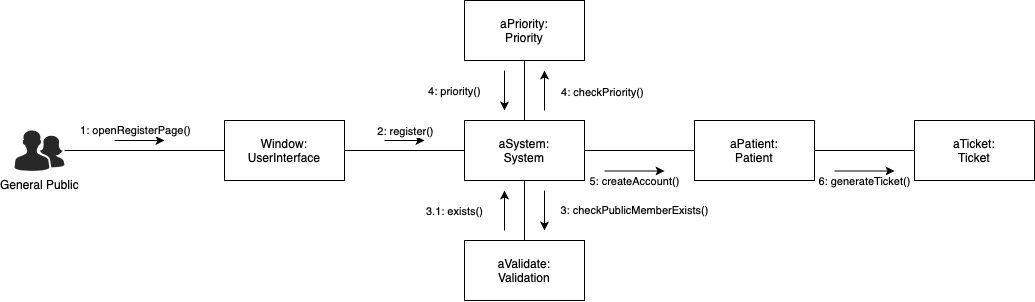 aPriority:
Priority
4: priority()
4: checkPriority()
1: openRegisterPage()
2: register()
Window:
UserInterface
aSystem:
System
aPatient:
Patient
aTicket:
Ticket
General Public
5: createAccount()
6: generateTicket()
3.1: exists()
3: checkPublicMemberExists()
aValidate:
Validation